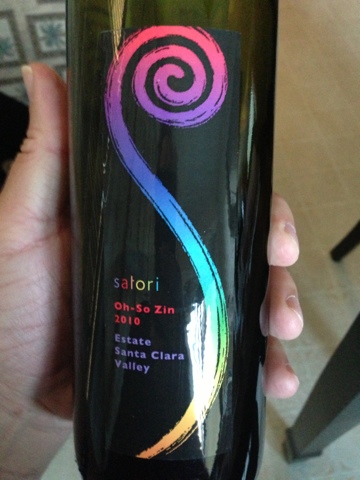 satori
Oh-So Zin
2010
Estate
Santa Clara
Valley